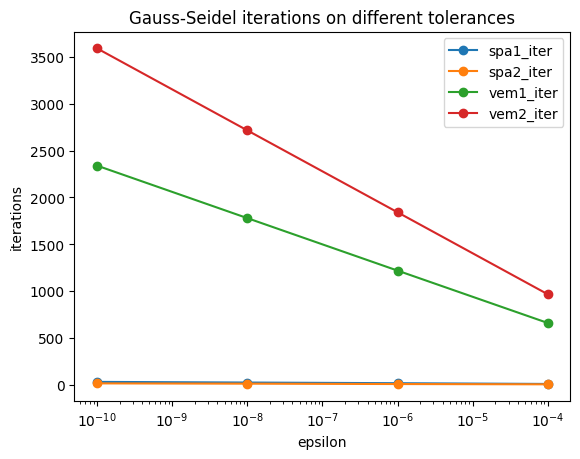 Gauss-Seidel iterations on different tolerances
3500
3000
2500
2000
1500
1000
500
0
iterations
spa1_iter
spa2_iter
vem1_iter
vem2_iter
10⁻¹⁰ 10⁻⁹ 10⁻⁸ 10⁻⁷ 10⁻⁶ 10⁻⁵ 10⁻⁴
epsilon